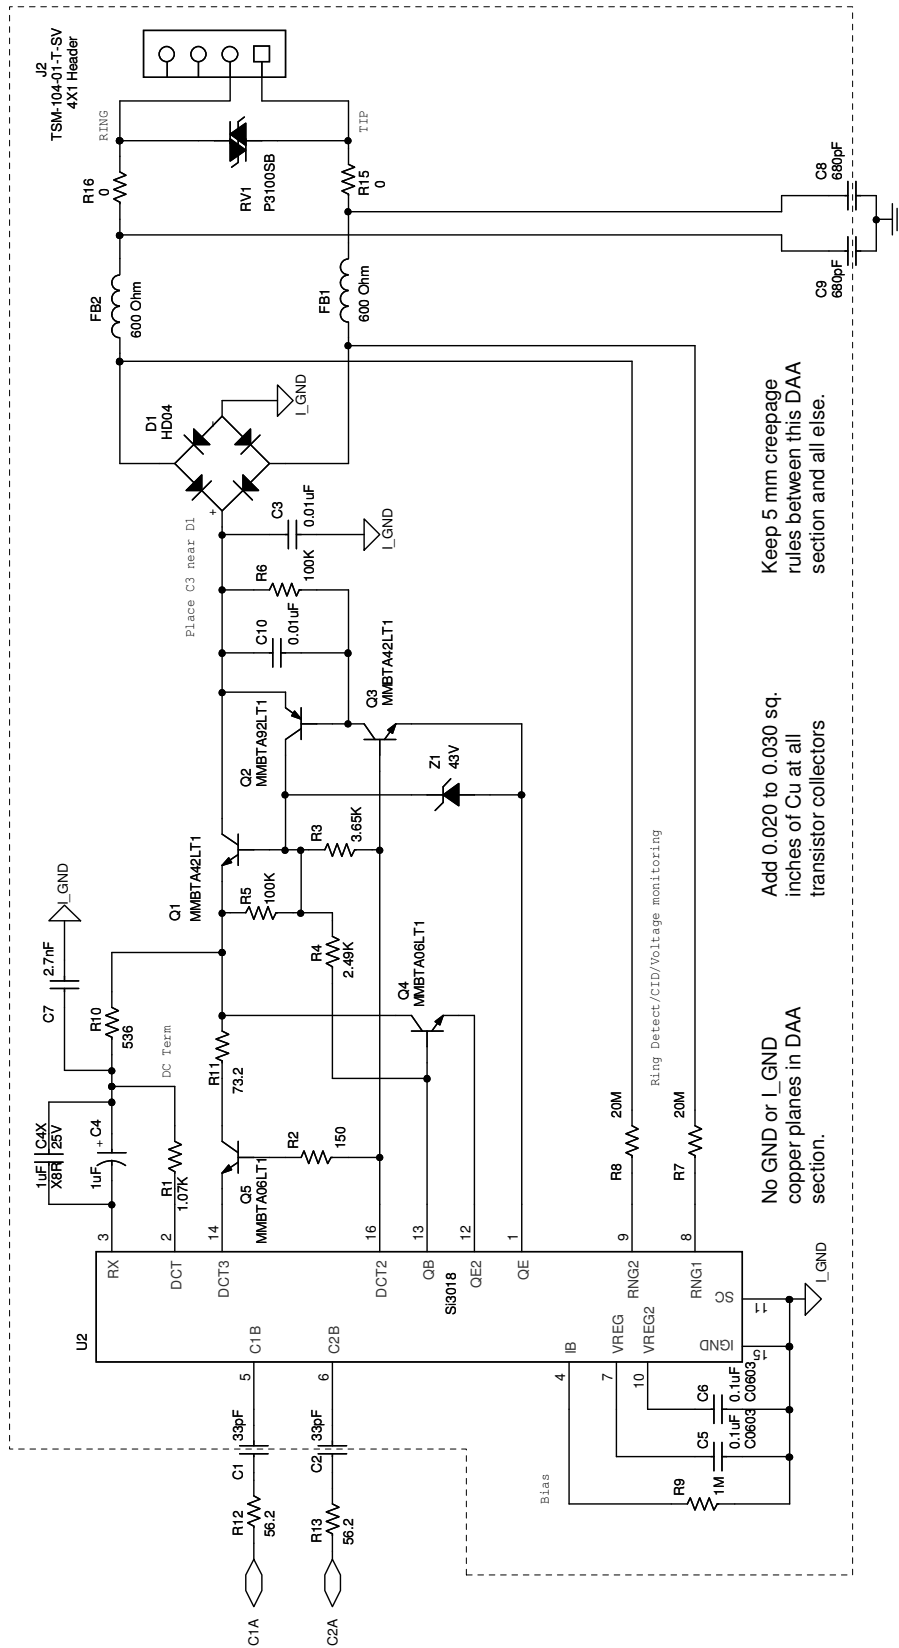 J2
TSM-104-01-T-SV
4X1 Header
RING
TIP
RV1
P3100SB
R16
0
R15
0
C8
680pF
C9
680pF
FB2
600 Ohm
FB1
600 Ohm
D1
HD04
-
+
I_GND
Place C3 near D1
C3
0.01uF
I_GND
R6
100K
C10
0.01uF
Q2
MMBTA92LT1
Q3
MMBTA42LT1
Z1
43V
Q1
MMBTA42LT1
R3
3.65K
R5
100K
R4
2.49K
Q4
MMBTA06LT1
I_GND
C7
2.7nF
R10
536
DC Term
R11
73.2
C4X
1uF
25V
X8R
+
C4
1uF
R1
1.07K
Q5
MMBTA06LT1
R2
150
Ring Detect/CID/Voltage monitoring
R8
20M
R7
20M
Keep 5 mm creepage
rules between this DAA
section and all else.
Add 0.020 to 0.030 sq.
inches of Cu at all
transistor collectors
No GND or I_GND
copper planes in DAA
section.
U2
Si3018
3
RX
2
DCT
14
DCT3
16
DCT2
13
QB
12
QE2
1
QE
9
RNG2
8
RNG1
5
C1B
6
C2B
4
IB
7
VREG
10
VREG2
SC
11
IGND
15
I_GND
C1
33pF
C2
33pF
R12
56.2
R13
56.2
C1A
C2A
Bias
R9
1M
C5
0.1uF
C0603
C6
0.1uF
C0603